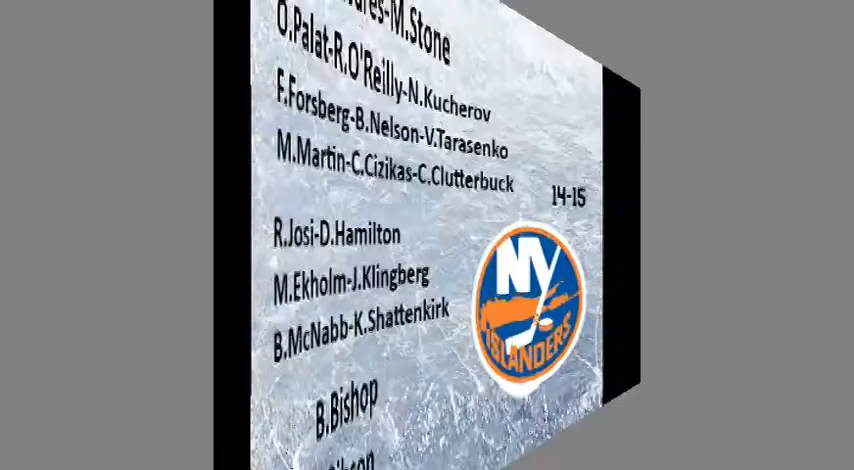 M.Stone
O.Palat-R.O'Reilly-N.Kucherov
F.Forsberg-B.Nelson-V.Tarasenko
M.Martin-C.Cizikas-C.Clutterbuck
14-15
R.Josi-D.Hamilton
M.Ekholm-J.Klingberg
B.McNabb-K.Shattenkirk
NY
ISLANDERS
B.Bishop